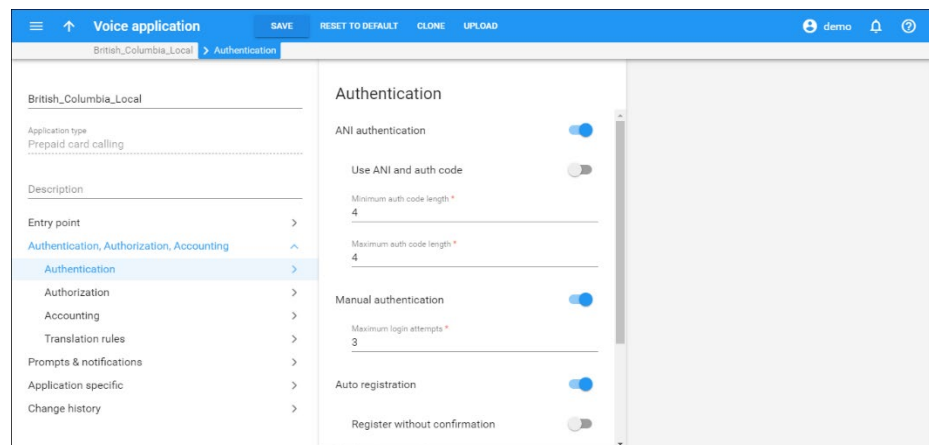 Voice application
SAVE
RESET TO DEFAULT
CLONE
UPLOAD
demo
British_Columbia_Local
Authentication
British_Columbia_Local
Application type
Prepaid card calling
Description
Entry point
Authentication, Authorization, Accounting
Authentication
Authorization
Accounting
Translation rules
Prompts & notifications
Application specific
Change history
Authentication
ANI authentication
Use ANI and auth code
Minimum auth code length *
4
Maximum auth code length *
4
Manual authentication
Maximum login attempts *
3
Auto registration
Register without confirmation